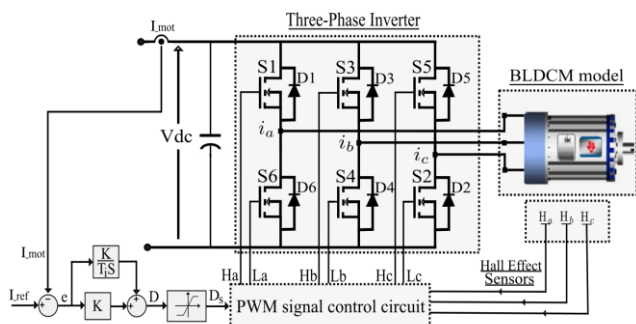 Three-Phase Inverter
I_mot
S1
D1
S3
D3
S5
D5
BLDCM model
Vdc
i_a
i_b
i_c
S6
D6
S4
D4
S2
D2
H_a H_b H_c
I_mot
K
T_iS
Ha La Hb Lb Hc Lc
Hall Effect
Sensors
I_ref
e
K
D
D_s
PWM signal control circuit